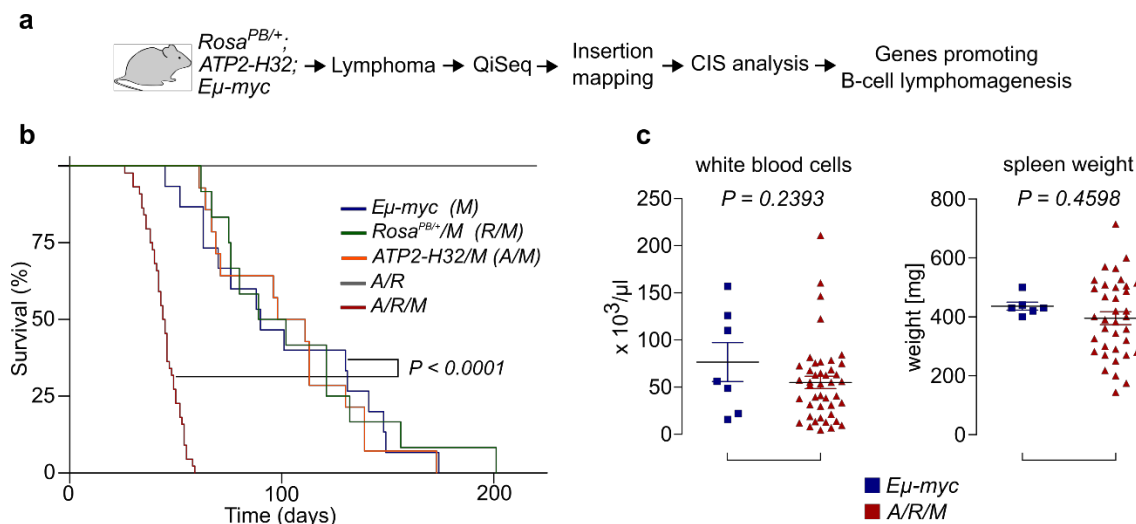 a
Rosa^PB/+;
ATP2-H32;
Eμ-myc
Lymphoma
QiSeq
Insertion
mapping
CIS analysis
Genes promoting
B-cell lymphomagenesis
b
Survival (%)
75
50
25
0
0
100
200
Time (days)
Eμ-myc (M)
Rosa^PB/+/M (R/M)
ATP2-H32/M (A/M)
A/R
A/R/M
P < 0.0001
c
white blood cells
P = 0.2393
x 10³/μl
250
200
150
100
50
0
spleen weight
P = 0.4598
weight [mg]
800
600
400
200
0
Eμ-myc
A/R/M